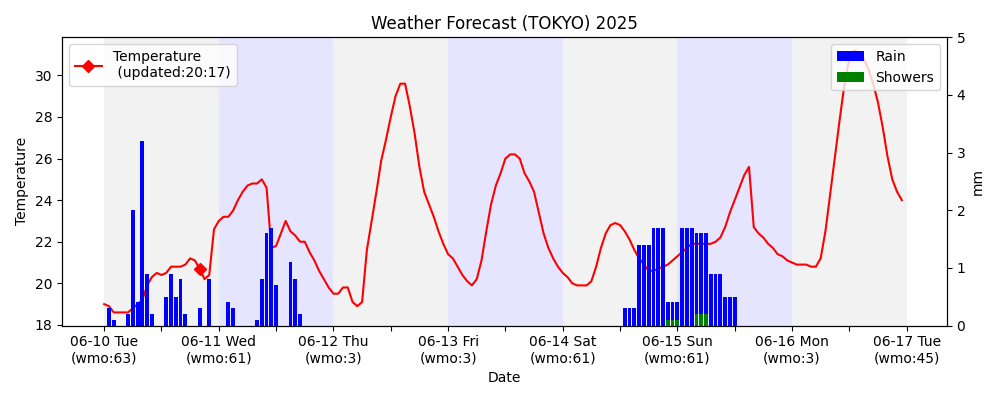 Weather Forecast (TOKYO) 2025
Temperature
(updated:20:17)
Rain
Showers
Temperature
30
28
26
24
22
20
18
5
4
3
2
1
0
mm
06-10 Tue
(wmo:63)
06-11 Wed
(wmo:61)
06-12 Thu
(wmo:3)
06-13 Fri
(wmo:3)
06-14 Sat
(wmo:61)
06-15 Sun
(wmo:61)
06-16 Mon
(wmo:3)
06-17 Tue
(wmo:45)
Date